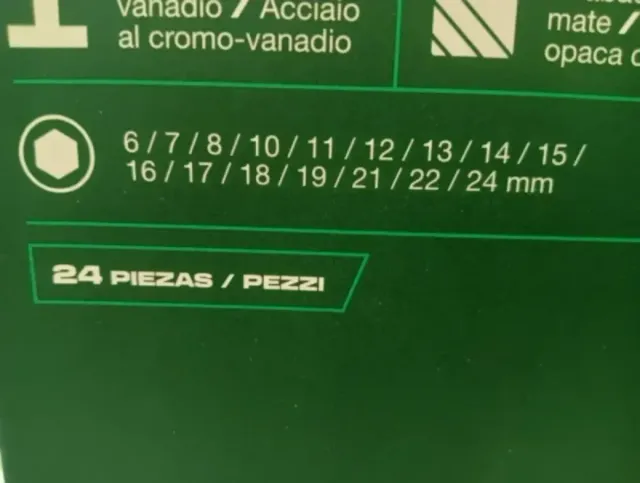 vanadio / Acciaio
al cromo-vanadio
mate /
opaca
6 / 7 / 8 / 10 / 11 / 12 / 13 / 14 / 15 /
16 / 17 / 18 / 19 / 21 / 22 / 24 mm
24 PIEZAS / PEZZI